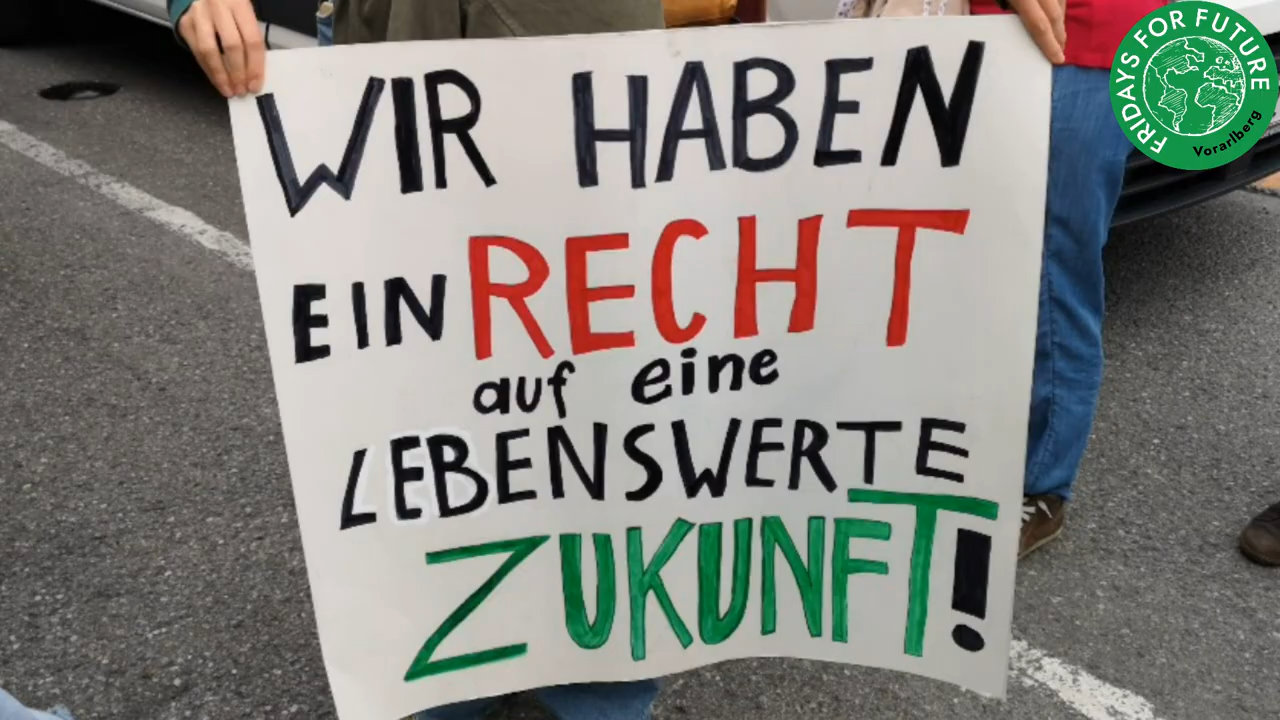 WIR HABEN
EIN RECHT
auf eine
LEBENSWERTE
ZUKUNFT!
FRIDAYS FOR FUTURE
Vorarlberg